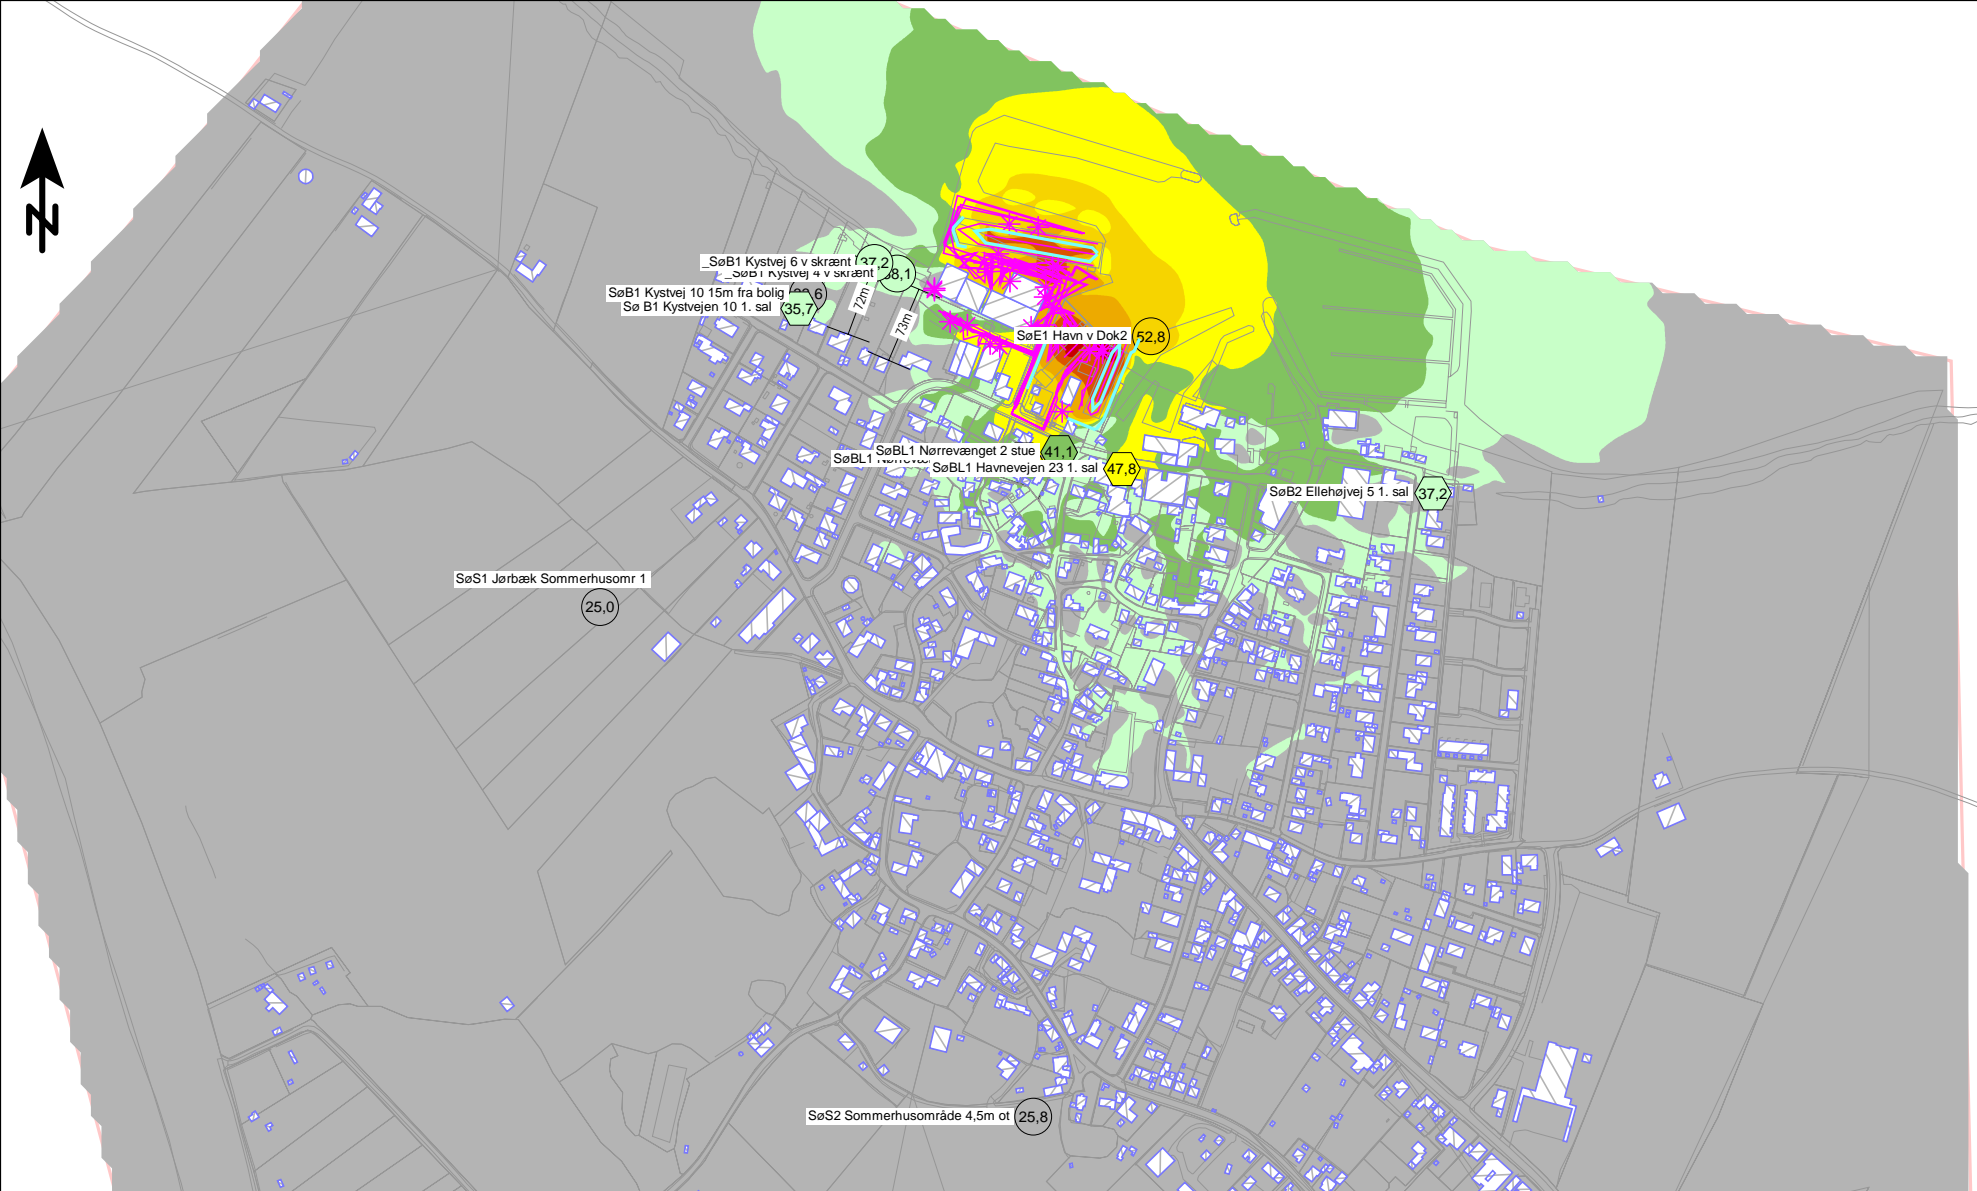 N
_SøB1 Kystvej 6 v skrænt 37,2
_SøB1 Kystvej 4 v skrænt 38,1
SøB1 Kystvej 10 15m fra bolig
Sø B1 Kystvejen 10 1. sal 35,7
72m
73m
SøE1 Havn v Dok2 52,8
SøBL1 Nørrevænget 2 stue 41,1
SøBL1
SøBL1 Havnevejen 23 1. sal 47,8
SøB2 Ellehøjvej 5 1. sal 37,2
SøS1 Jørbæk Sommerhusomr 1
25,0
SøS2 Sommerhusområde 4,5m ot 25,8